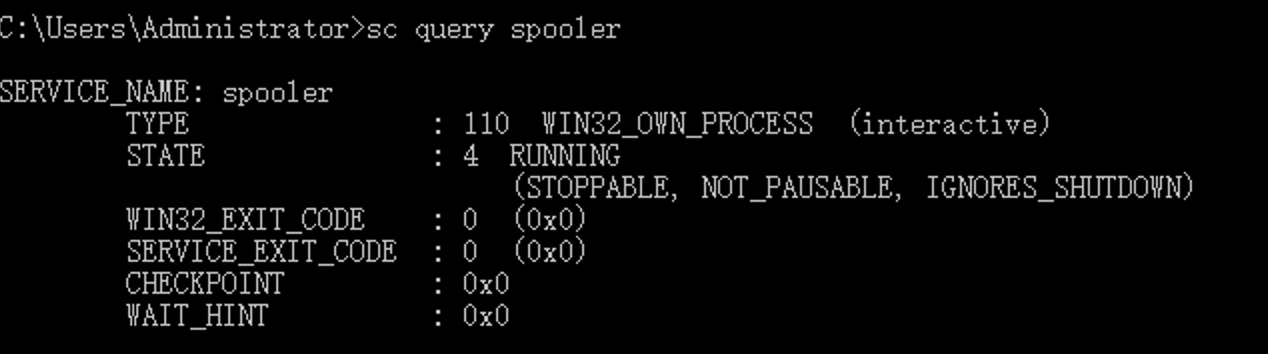 C:\Users\Administrator>sc query spooler
SERVICE_NAME: spooler
TYPE : 110 WIN32_OWN_PROCESS (interactive)
STATE : 4 RUNNING
(STOPPABLE, NOT_PAUSABLE, IGNORES_SHUTDOWN)
WIN32_EXIT_CODE : 0 (0x0)
SERVICE_EXIT_CODE : 0 (0x0)
CHECKPOINT : 0x0
WAIT_HINT : 0x0